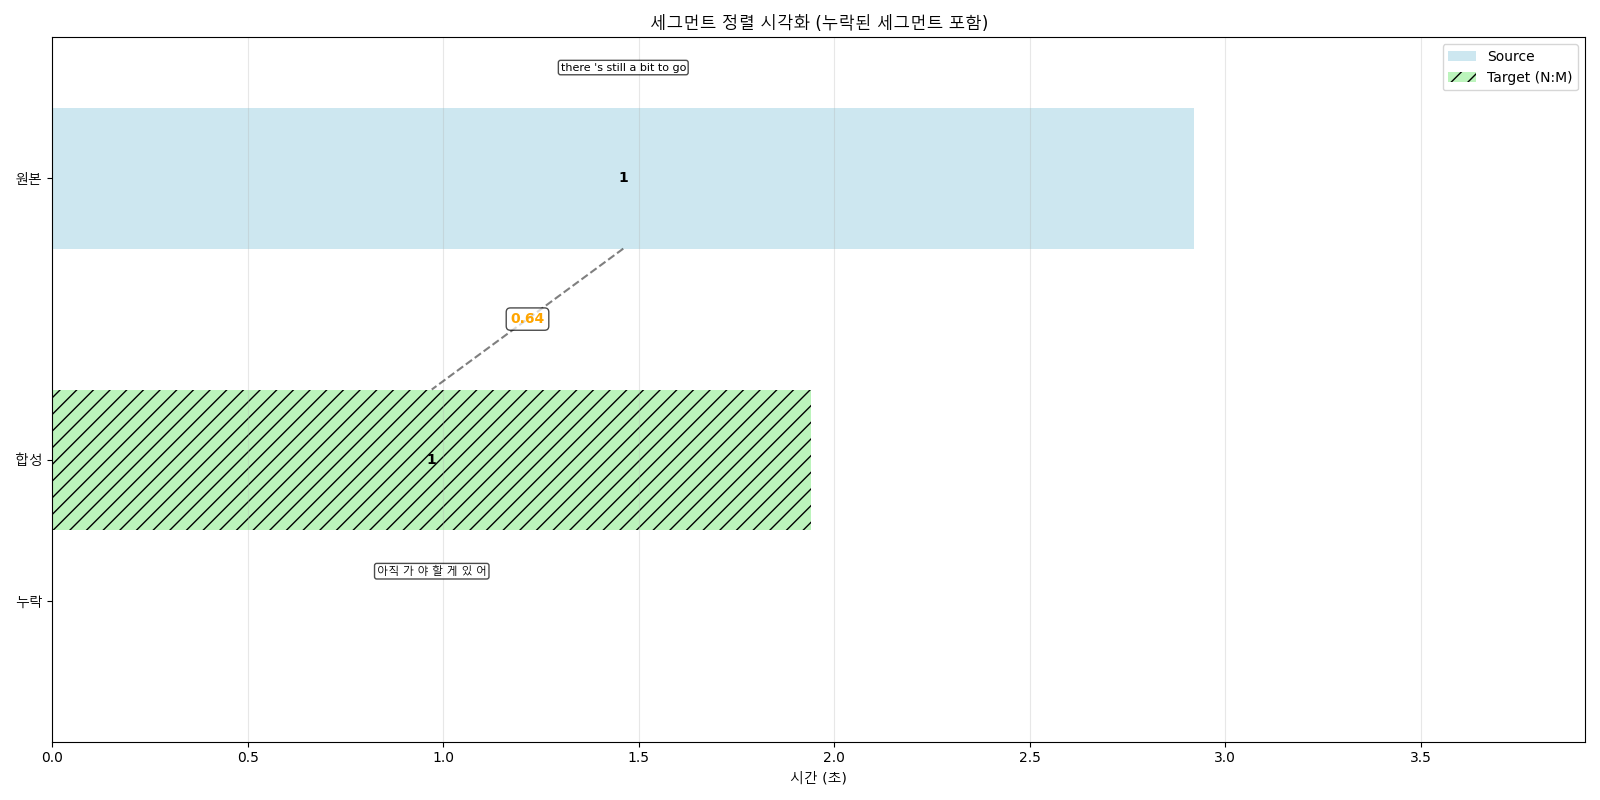 세그먼트 정렬 시각화 (누락된 세그먼트 포함)
there 's still a bit to go
Source
Target (N:M)
원본
1
0.64
합성
1
아직 가 야 할 게 있 어
누락
0.0 0.5 1.0 1.5 2.0 2.5 3.0 3.5
시간 (초)